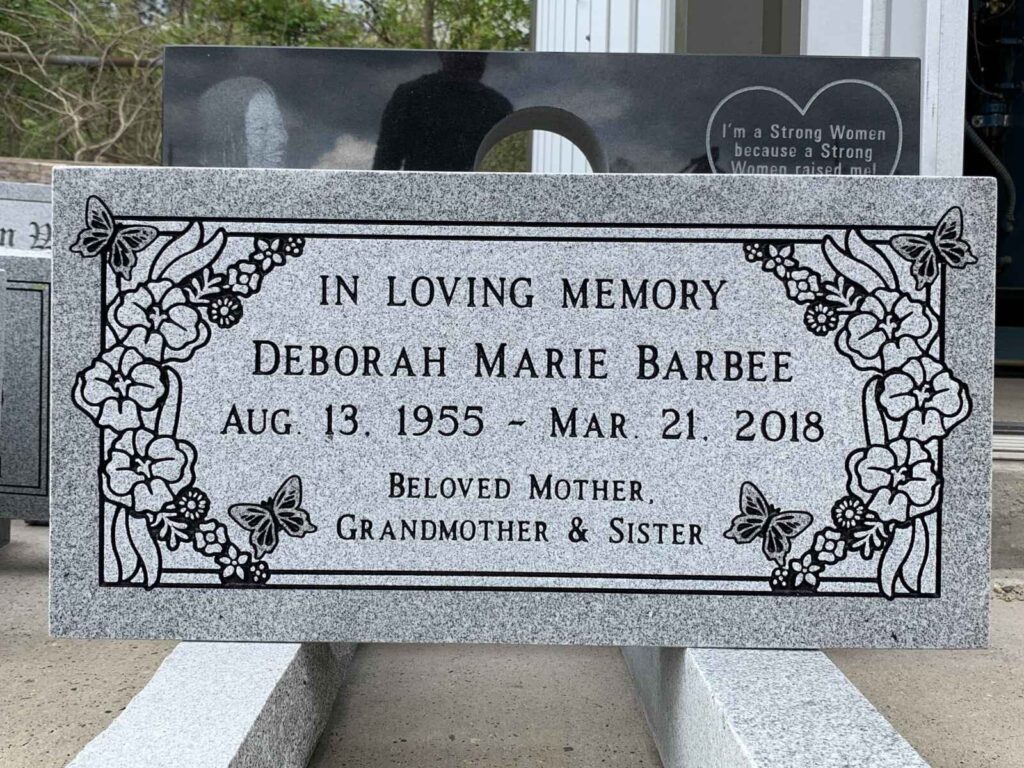 I'm a Strong Women
because a Strong
Women raised me!
IN LOVING MEMORY
DEBORAH MARIE BARBEE
AUG. 13, 1955 ~ MAR. 21, 2018
BELOVED MOTHER,
GRANDMOTHER & SISTER